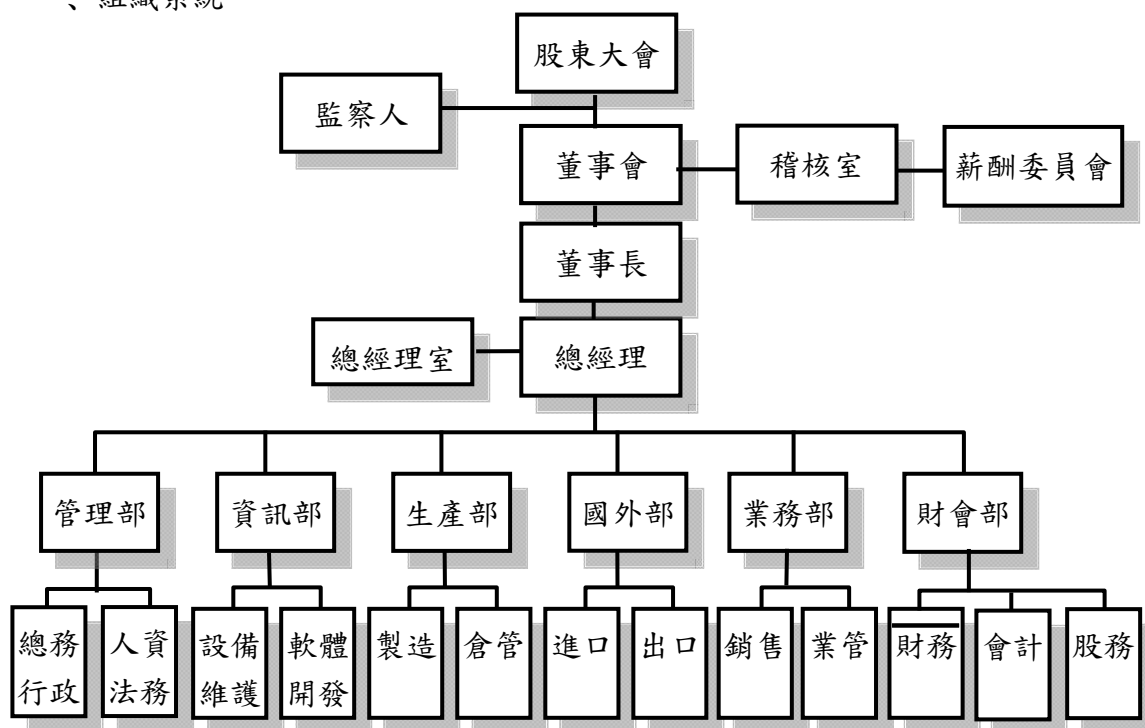 、組織系統
股東大會
監察人
董事會
稽核室
薪酬委員會
董事長
總經理室
總經理
管理部
資訊部
生產部
國外部
業務部
財會部
總務
行政
人資
法務
設備
維護
軟體
開發
製造
倉管
進口
出口
銷售
業管
財務
會計
股務